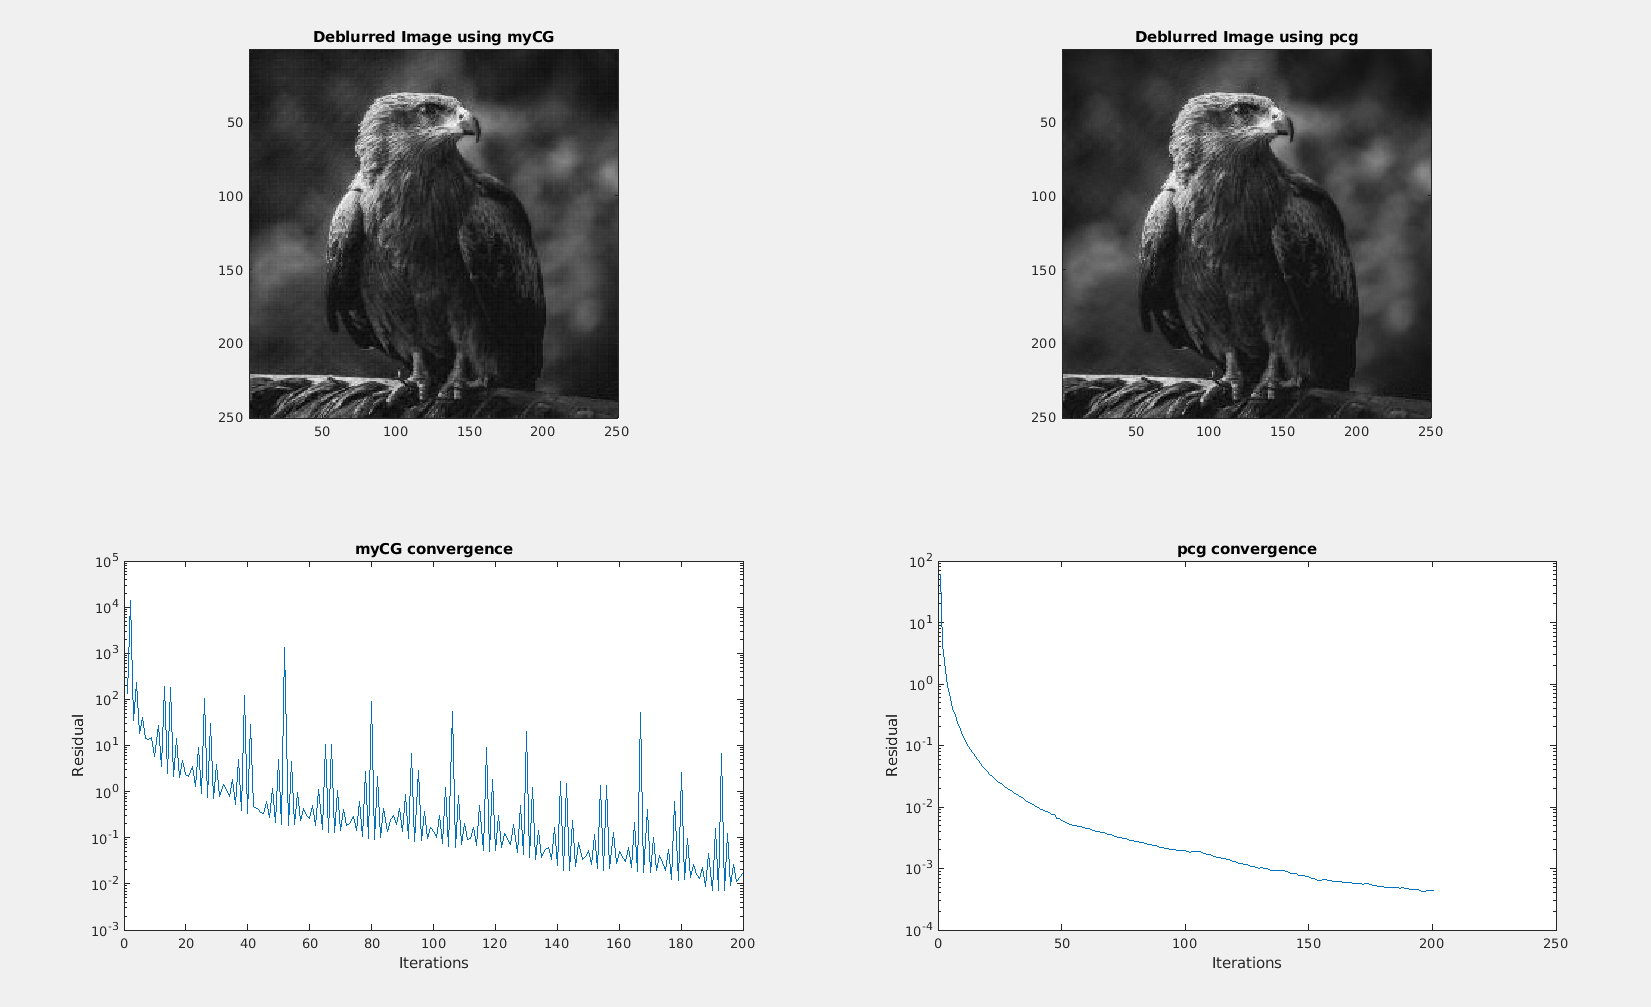 Deblurred Image using myCG
50
100
150
200
250
50 100 150 200 250
Deblurred Image using pcg
50
100
150
200
250
50 100 150 200 250
myCG convergence
10^5
10^4
10^3
10^2
10^1
10^0
10^-1
10^-2
10^-3
Residual
0 20 40 60 80 100 120 140 160 180 200
Iterations
pcg convergence
10^2
10^1
10^0
10^-1
10^-2
10^-3
10^-4
Residual
0 50 100 150 200 250
Iterations